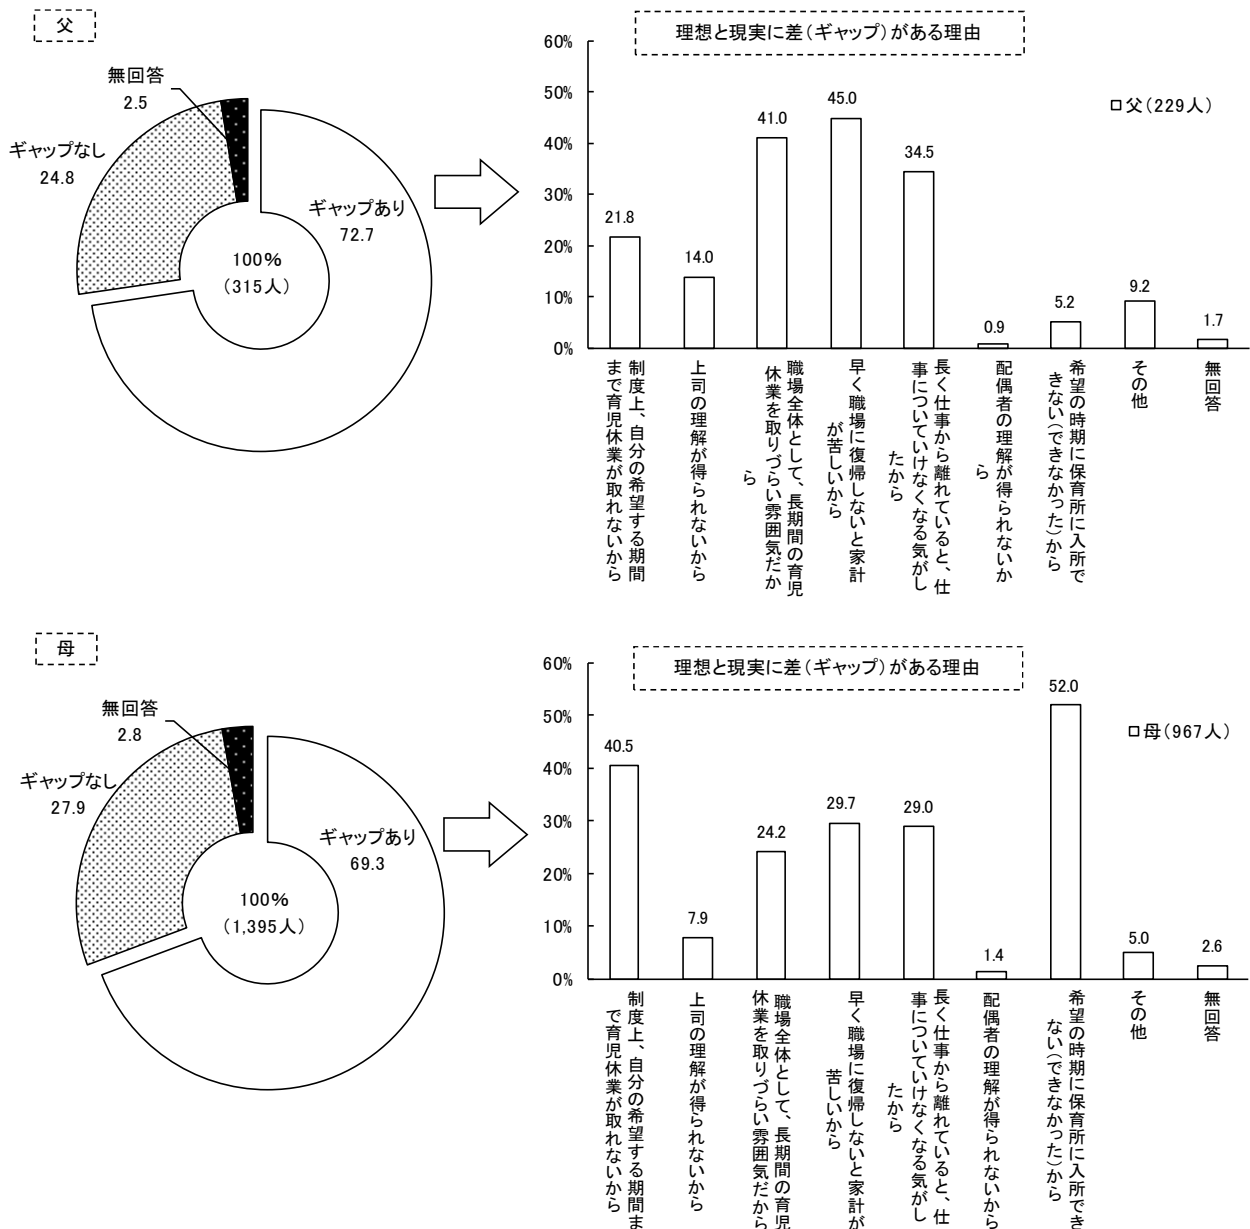 父
無回答
2.5
ギャップなし
24.8
ギャップあり
72.7
100%
(315人)
理想と現実に差(ギャップ)がある理由
□父(229人)
60%
50%
40%
30%
20%
10%
0%
21.8
14.0
41.0
45.0
34.5
0.9
5.2
9.2
1.7
制度上、自分の希望する期間
まで育児休業が取れないから
上司の理解が得られないから
職場全体として、長期間の育児
休業を取りづらい雰囲気だか
ら
早く職場に復帰しないと家計
が苦しいから
長く仕事から離れていると、仕
事についていけなくなる気がし
たから
配偶者の理解が得られないか
ら
希望の時期に保育所に入所で
きない(できなかった)から
その他
無回答
母
無回答
2.8
ギャップなし
27.9
ギャップあり
69.3
100%
(1,395人)
理想と現実に差(ギャップ)がある理由
□母(967人)
60%
50%
40%
30%
20%
10%
0%
40.5
7.9
24.2
29.7
29.0
1.4
52.0
5.0
2.6
制度上、自分の希望する期間ま
で育児休業が取れないから
上司の理解が得られないから
職場全体として、長期間の育児
休業を取りづらい雰囲気だから
早く職場に復帰しないと家計が
苦しいから
長く仕事から離れていると、仕
事についていけなくなる気がし
たから
配偶者の理解が得られないから
希望の時期に保育所に入所でき
ない(できなかった)から
その他
無回答